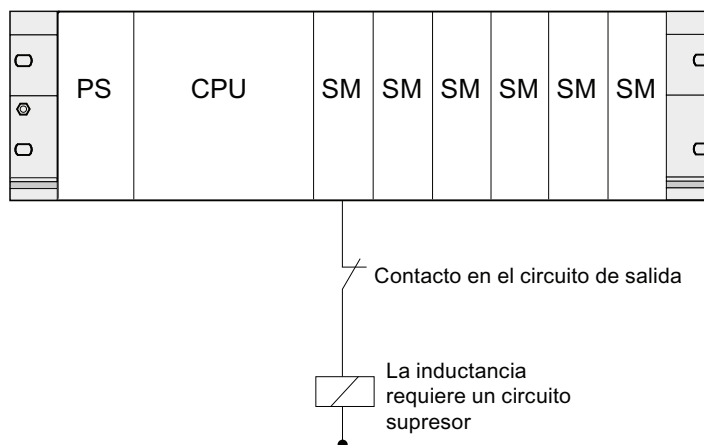 PS CPU SM SM SM SM SM SM
Contacto en el circuito de salida
La inductancia
requiere un circuito
supresor